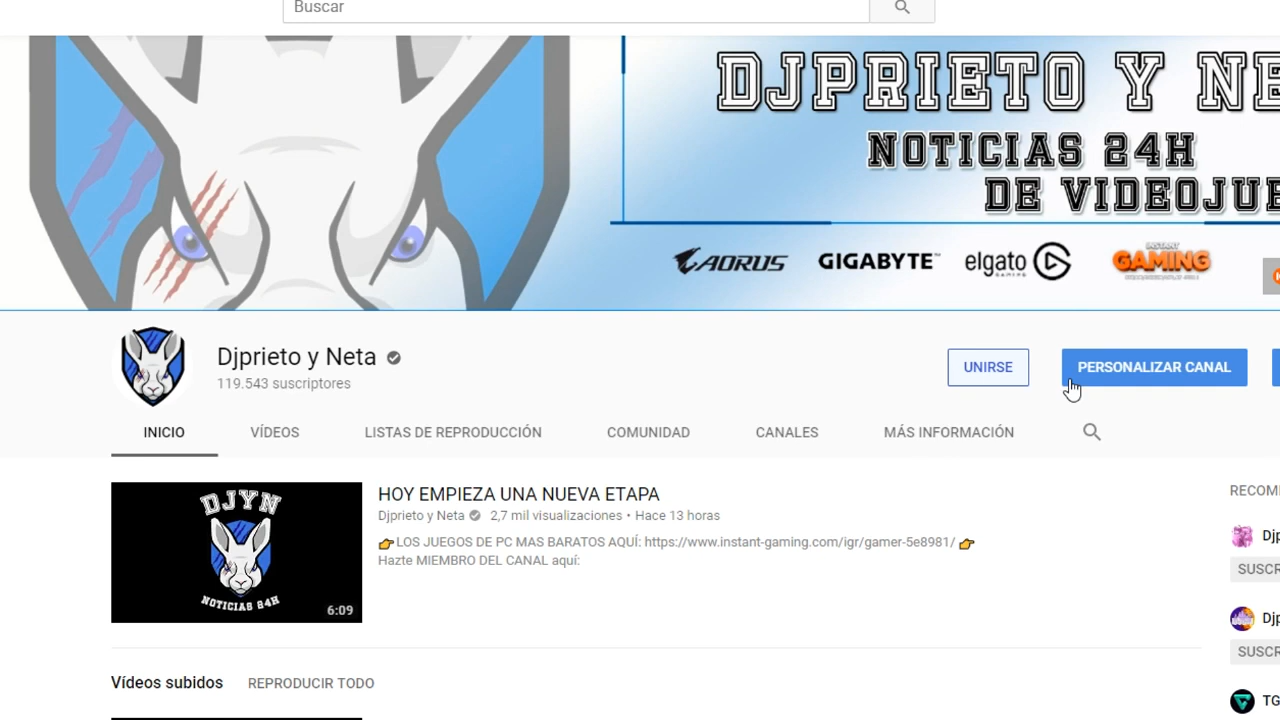 Buscar
DJPRIETO Y NE
NOTICIAS 24H
DE VIDEOJUE
AORUS
GIGABYTE™
elgato
GAMING
INSTANT
GAMING
Djprieto y Neta
119.543 suscriptores
UNIRSE
PERSONALIZAR CANAL
INICIO
VÍDEOS
LISTAS DE REPRODUCCIÓN
COMUNIDAD
CANALES
MÁS INFORMACIÓN
DJYN
NOTICIAS 24H
6:09
HOY EMPIEZA UNA NUEVA ETAPA
Djprieto y Neta 2,7 mil visualizaciones • Hace 13 horas
👉LOS JUEGOS DE PC MAS BARATOS AQUÍ: https://www.instant-gaming.com/igr/gamer-5e8981/ 👉
Hazte MIEMBRO DEL CANAL aquí:
RECOM
Djp
SUSCR
Djp
SUSCR
TG
Vídeos subidos
REPRODUCIR TODO